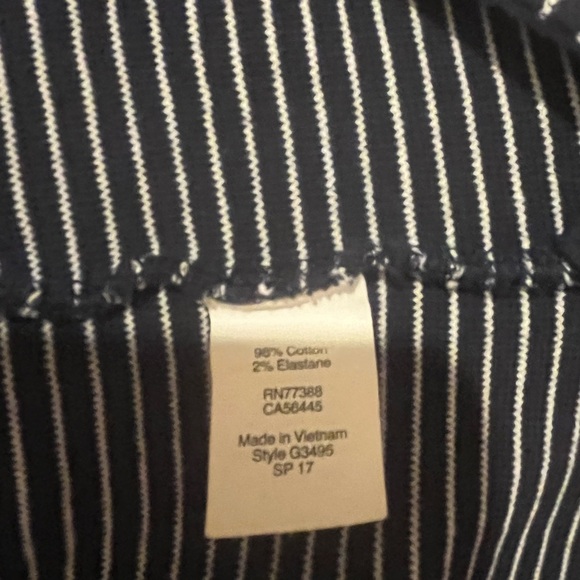 98% Cotton
2% Elastane
RN77388
CA56445
Made in Vietnam
Style G3495
SP 17